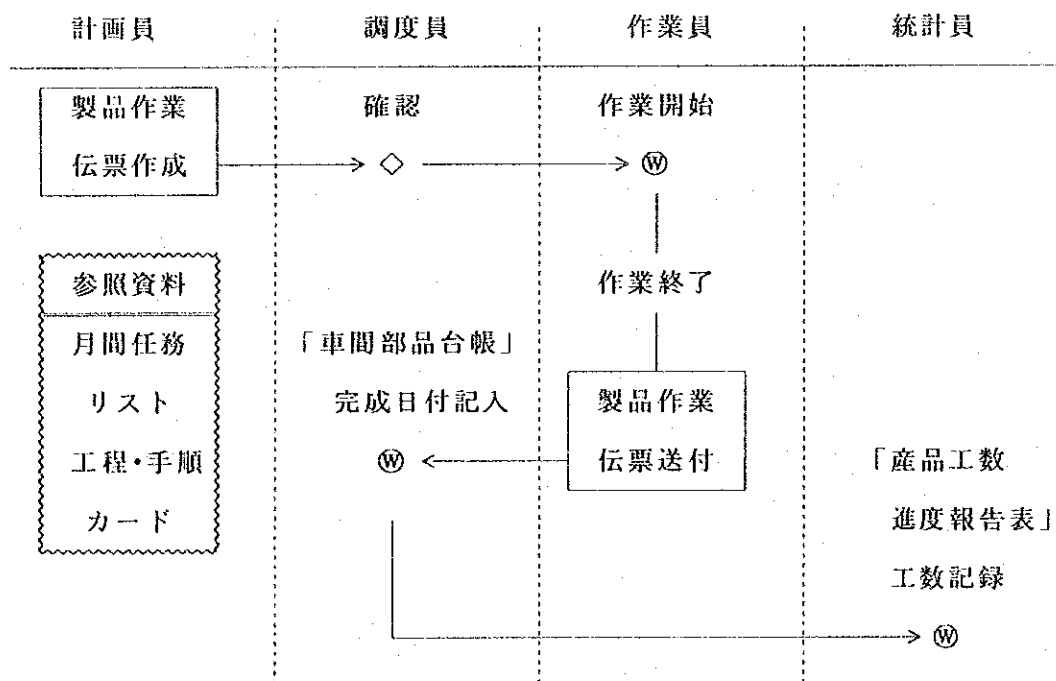 計画員 調度員 作業員 統計員
製品作業 確認 作業開始
伝票作成 ◇ Ⓦ
参照資料 作業終了
月間任務 「車間部品台帳」
リスト 完成日付記入 製品作業
工程・手順 Ⓦ 伝票送付 「産品工数
カード 進度報告表」
工数記録
Ⓦ